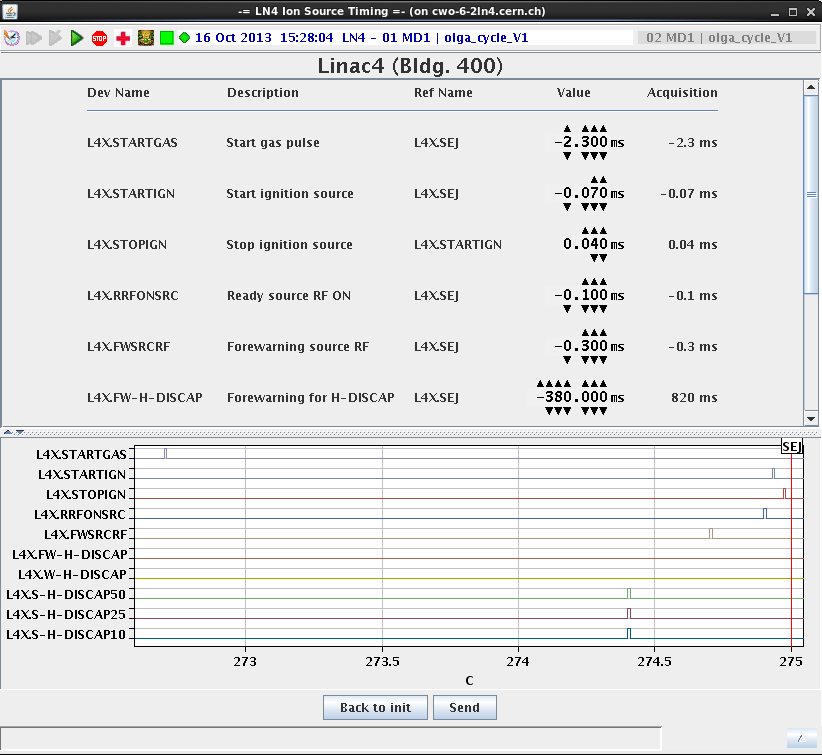 -= LN4 Ion Source Timing =- (on cwo-6-2ln4.cern.ch)
STOP 16 Oct 2013 15:28:04 LN4 - 01 MD1 | olga_cycle_V1 02 MD1 | olga_cycle_V1
Linac4 (Bldg. 400)
Dev Name Description Ref Name Value Acquisition
L4X.STARTGAS Start gas pulse L4X.SEJ -2.300 ms -2.3 ms
L4X.STARTIGN Start ignition source L4X.SEJ -0.070 ms -0.07 ms
L4X.STOPIGN Stop ignition source L4X.STARTIGN 0.040 ms 0.04 ms
L4X.RRFONSRC Ready source RF ON L4X.SEJ -0.100 ms -0.1 ms
L4X.FWSRCRF Forewarning source RF L4X.SEJ -0.300 ms -0.3 ms
L4X.FW-H-DISCAP Forewarning for H-DISCAP L4X.SEJ -380.000 ms 820 ms
SEJ
L4X.STARTGAS
L4X.STARTIGN
L4X.STOPIGN
L4X.RRFONSRC
L4X.FWSRCRF
L4X.FW-H-DISCAP
L4X.W-H-DISCAP
L4X.S-H-DISCAP50
L4X.S-H-DISCAP25
L4X.S-H-DISCAP10
273 273.5 274 274.5 275
C
Back to init Send